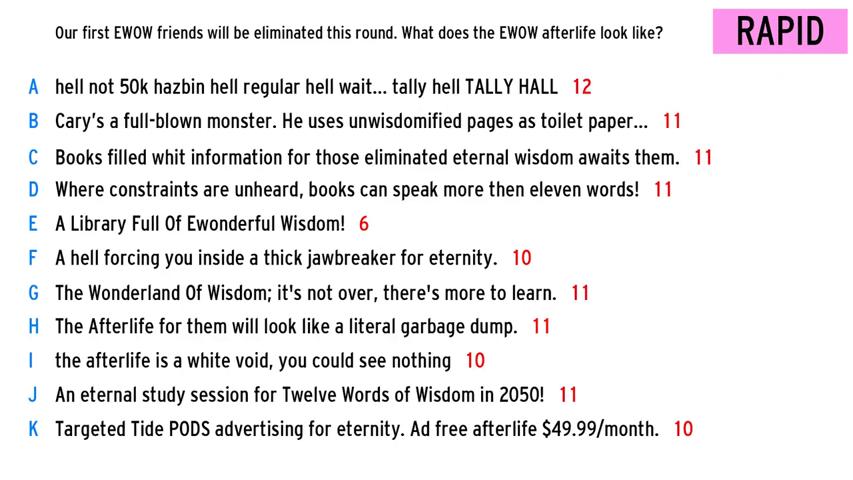 Our first EWOW friends will be eliminated this round. What does the EWOW afterlife look like?
RAPID
A hell not 50k hazbin hell regular hell wait... tally hell TALLY HALL 12
B Cary's a full-blown monster. He uses unwisdomified pages as toilet paper... 11
C Books filled whit information for those eliminated eternal wisdom awaits them. 11
D Where constraints are unheard, books can speak more then eleven words! 11
E A Library Full Of Ewonderful Wisdom! 6
F A hell forcing you inside a thick jawbreaker for eternity. 10
G The Wonderland Of Wisdom; it's not over, there's more to learn. 11
H The Afterlife for them will look like a literal garbage dump. 11
I the afterlife is a white void, you could see nothing 10
J An eternal study session for Twelve Words of Wisdom in 2050! 11
K Targeted Tide PODS advertising for eternity. Ad free afterlife $49.99/month. 10